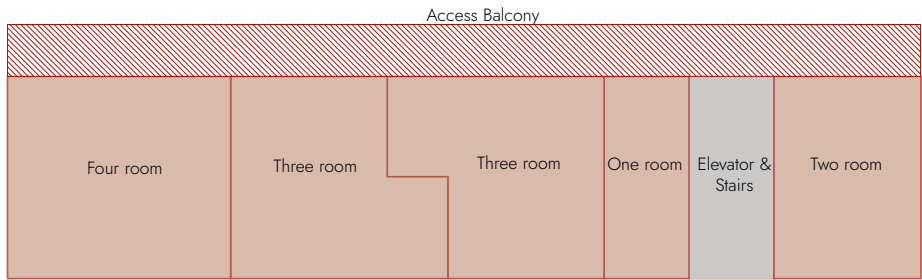 Access Balcony
Four room
Three room
Three room
One room
Elevator &
Stairs
Two room